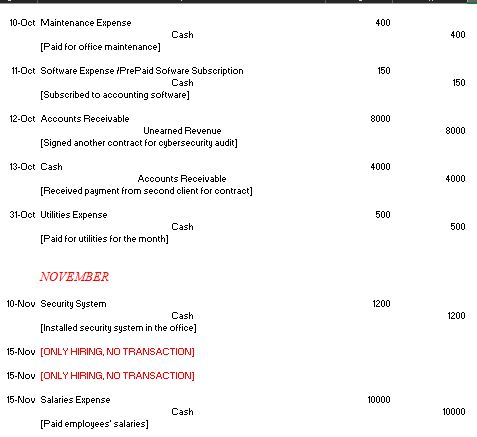 10-Oct Maintenance Expense 400
Cash 400
[Paid for office maintenance]
11-Oct Software Expense /PrePaid Sofware Subscription 150
Cash 150
[Subscribed to accounting software]
12-Oct Accounts Receivable 8000
Unearned Revenue 8000
[Signed another contract for cybersecurity audit]
13-Oct Cash 4000
Accounts Receivable 4000
[Received payment from second client for contract]
31-Oct Utilities Expense 500
Cash 500
[Paid for utilities for the month]
NOVEMBER
10-Nov Security System 1200
Cash 1200
[Installed security system in the office]
15-Nov [ONLY HIRING, NO TRANSACTION]
15-Nov [ONLY HIRING, NO TRANSACTION]
15-Nov Salaries Expense 10000
Cash 10000
[Paid employees' salaries]